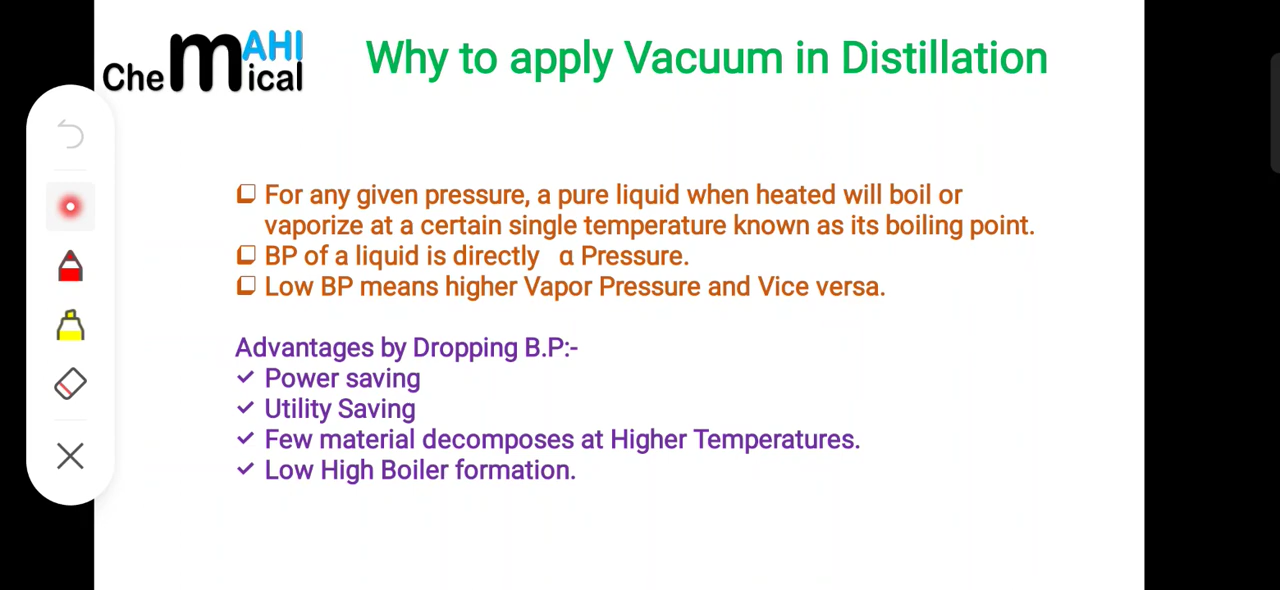 CheMical MAHI
Why to apply Vacuum in Distillation
For any given pressure, a pure liquid when heated will boil or
vaporize at a certain single temperature known as its boiling point.
BP of a liquid is directly α Pressure.
Low BP means higher Vapor Pressure and Vice versa.
Advantages by Dropping B.P:-
Power saving
Utility Saving
Few material decomposes at Higher Temperatures.
Low High Boiler formation.